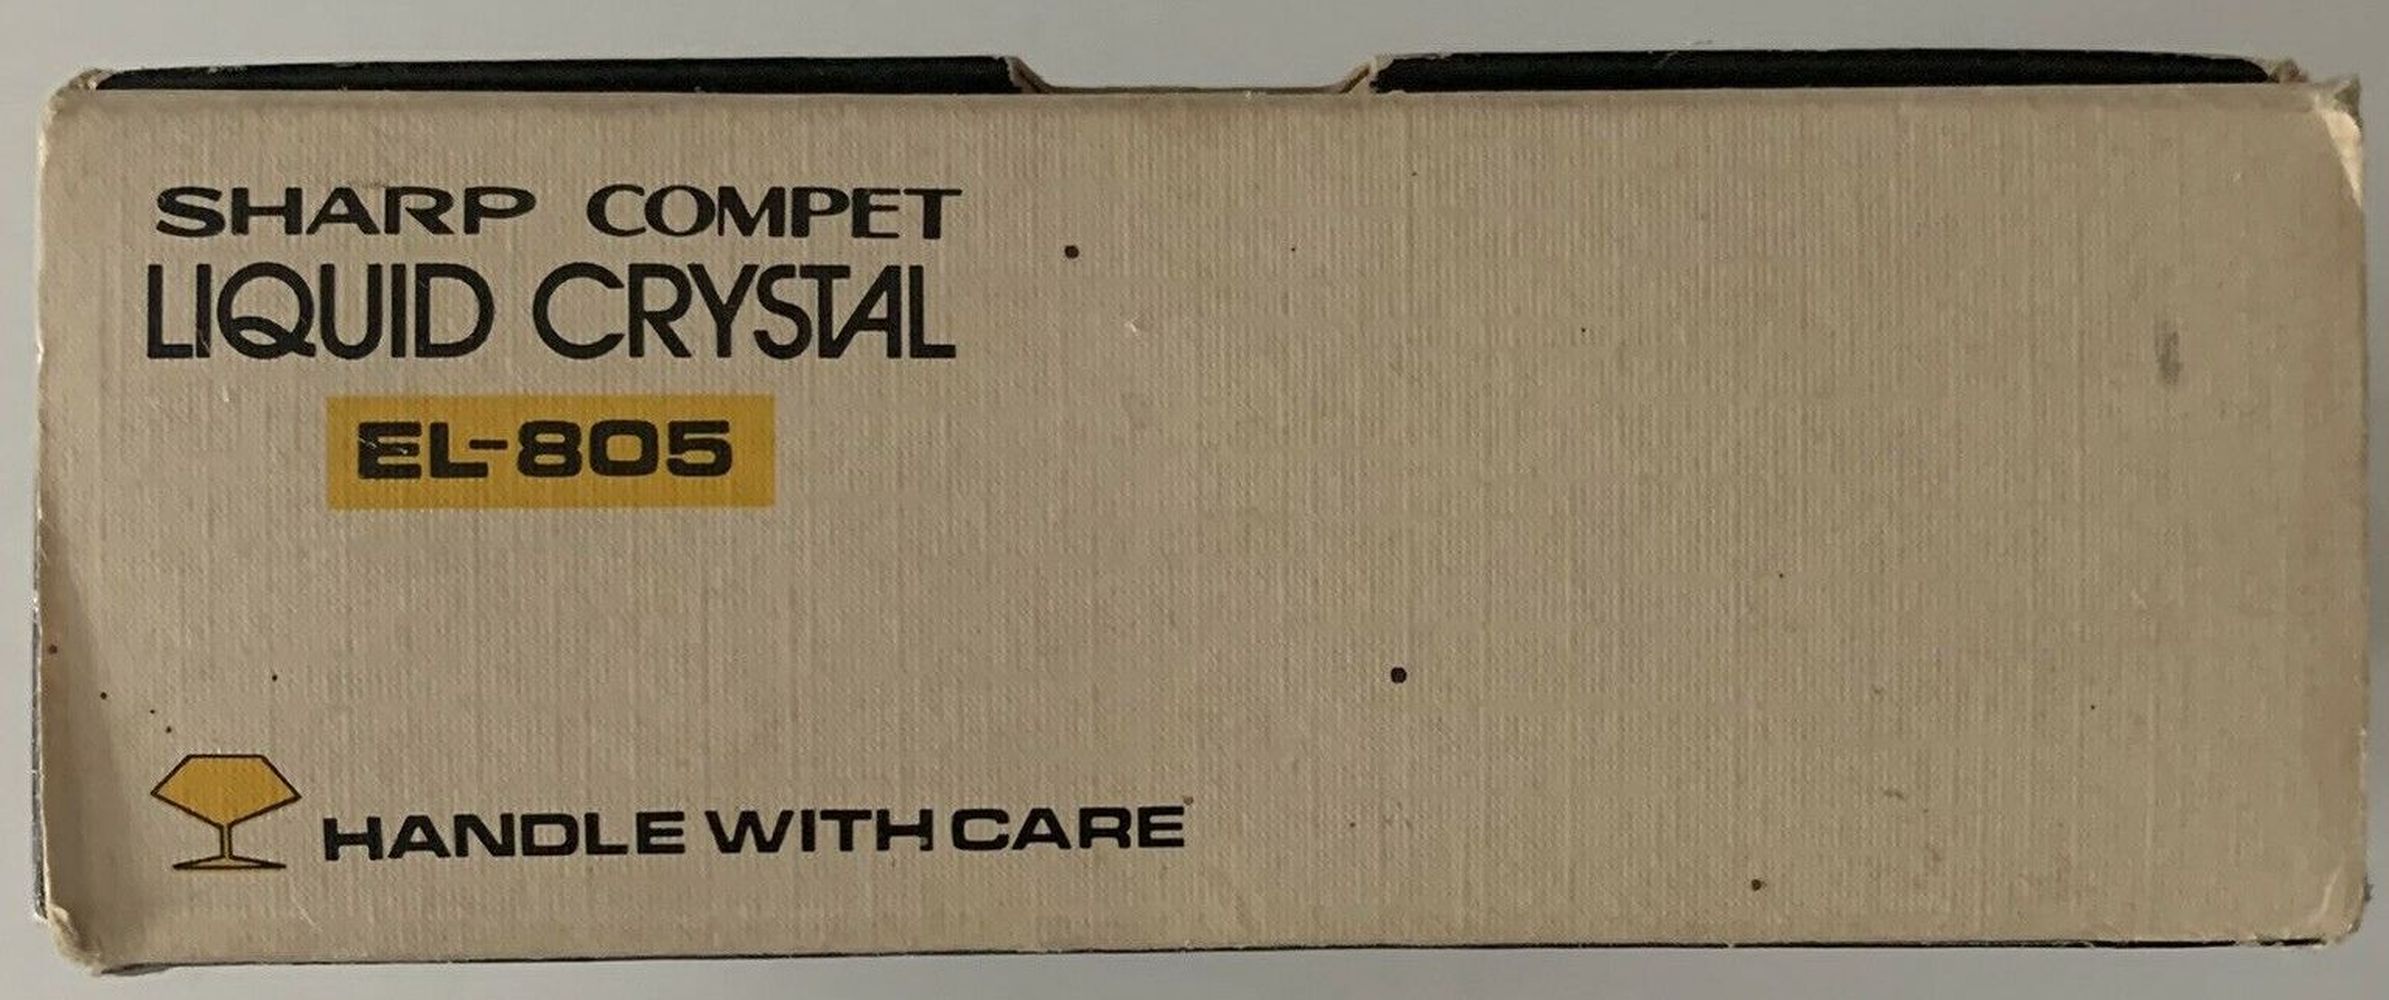 SHARP COMPET
LIQUID CRYSTAL
EL-805
HANDLE WITH CARE